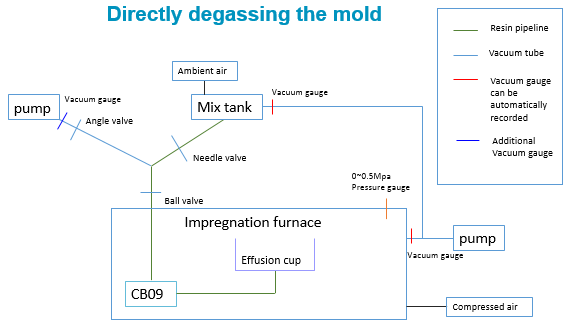 Directly degassing the mold
Resin pipeline
Vacuum tube
Vacuum gauge
can be
automatically
recorded
Additional
Vacuum gauge
Ambient air
pump
Vacuum gauge
Angle valve
Mix tank
Vacuum gauge
Needle valve
0~0.5Mpa
Pressure gauge
Ball valve
Impregnation furnace
Effusion cup
CB09
pump
Vacuum gauge
Compressed air